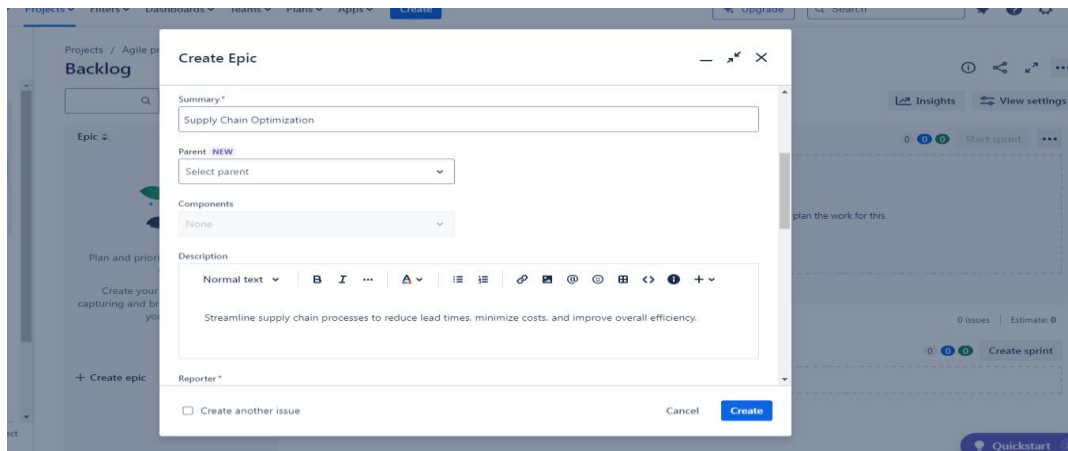 Projects Filters Dashboards Teams Plans Apps Create Upgrade Search
Projects / Agile pr
Backlog
Insights View settings
Epic
0 0 0 Start sprint
plan the work for this
Plan and priori
Create your
capturing and br
yo
0 issues Estimate: 0
0 0 0 Create sprint
+ Create epic
ect
Quickstart
Create Epic
Summary *
Supply Chain Optimization
Parent NEW
Select parent
Components
None
Description
Normal text B I ... A @ <> +
Streamline supply chain processes to reduce lead times, minimize costs, and improve overall efficiency.
Reporter *
Create another issue Cancel Create